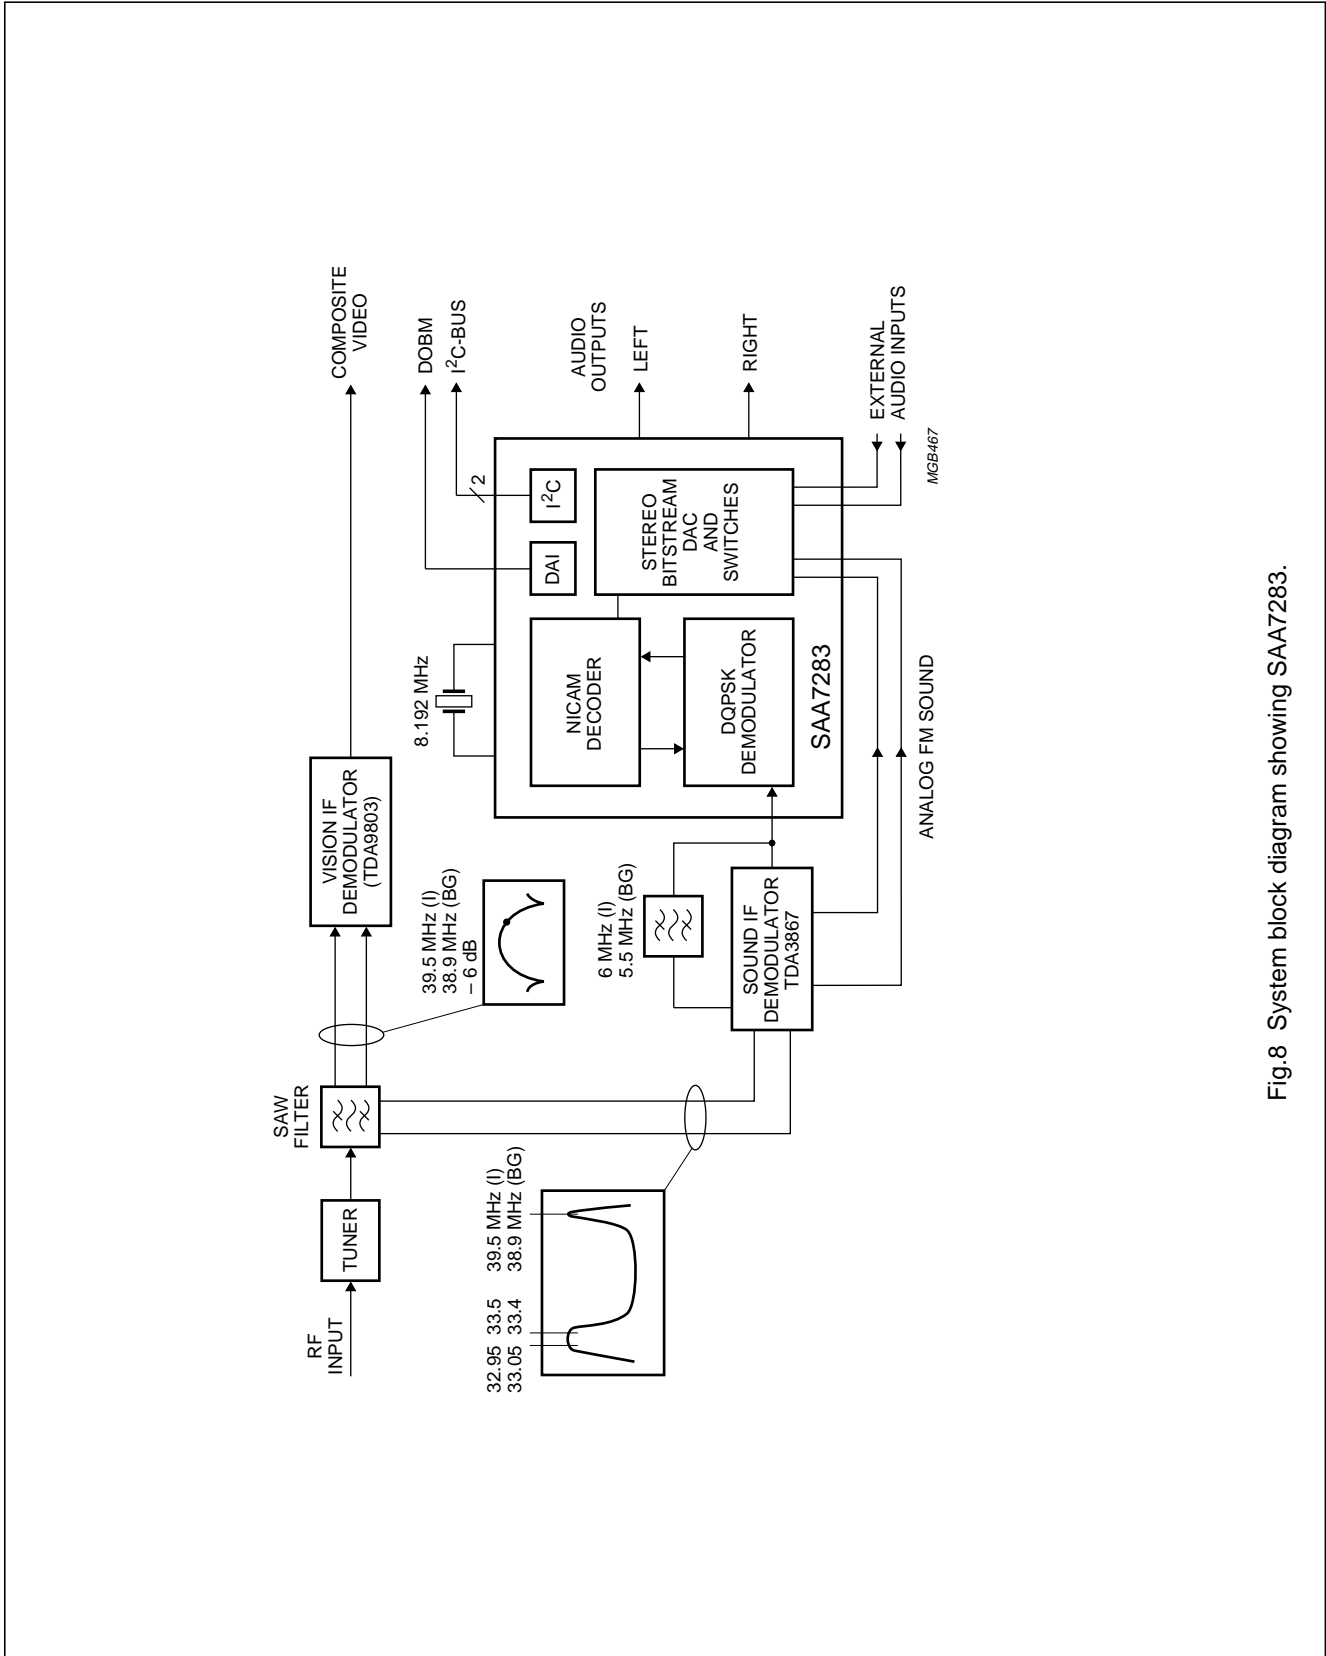 RF
INPUT
TUNER
SAW
FILTER
VISION IF
DEMODULATOR
(TDA9803)
COMPOSITE
VIDEO
39.5 MHz (I)
38.9 MHz (BG)
– 6 dB
8.192 MHz
DOBM
I²C-BUS
2
DAI
I²C
NICAM
DECODER
STEREO
BITSTREAM
DAC
AND
SWITCHES
DQPSK
DEMODULATOR
SAA7283
AUDIO
OUTPUTS
LEFT
RIGHT
EXTERNAL
AUDIO INPUTS
32.95 33.5 39.5 MHz (I)
33.05 33.4 38.9 MHz (BG)
6 MHz (I)
5.5 MHz (BG)
SOUND IF
DEMODULATOR
TDA3867
ANALOG FM SOUND
MGB467
Fig.8 System block diagram showing SAA7283.